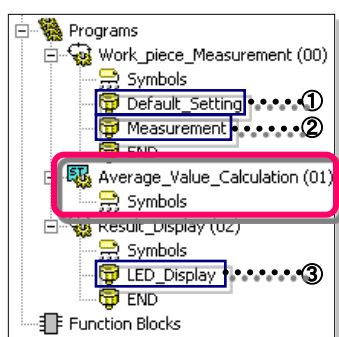 Programs
Work_piece_Measurement (00)
Symbols
Default_Setting ①
Measurement ②
END
ST Average_Value_Calculation (01)
Symbols
Result_Display (02)
Symbols
LED_Display ③
END
Function Blocks